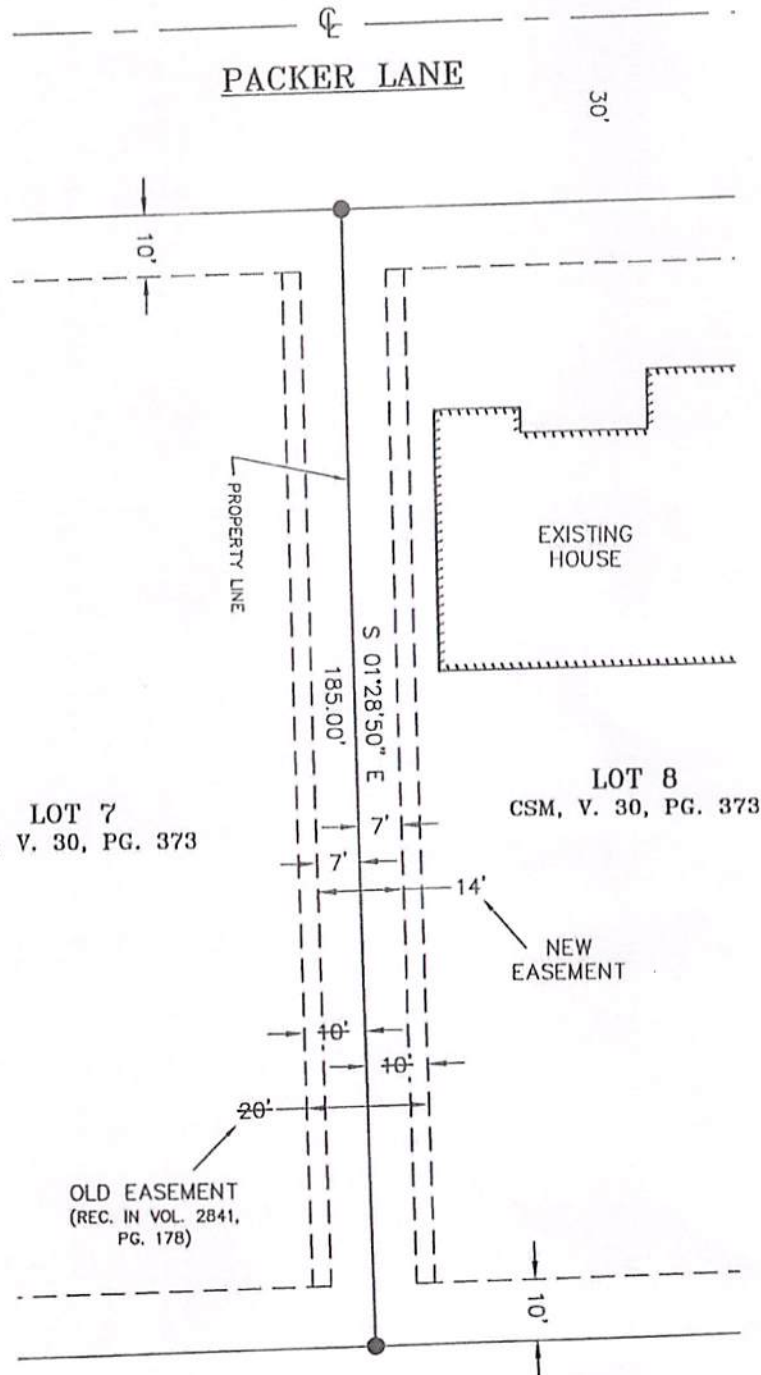 ℄
PACKER LANE
30'
10'
PROPERTY LINE
EXISTING
HOUSE
S 01°28'50" E
185.00'
LOT 7
V. 30, PG. 373
LOT 8
CSM, V. 30, PG. 373
7'
7'
14'
NEW
EASEMENT
10'
10'
20'
OLD EASEMENT
(REC. IN VOL. 2841,
PG. 178)
10'